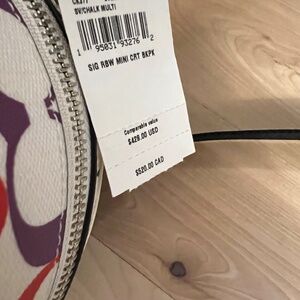 SV/CHALK MULTI
1 95031 93276 2
SIG RBW MINI CRT BKPK
Comparable value
$428.00 USD
$520.00 CAD